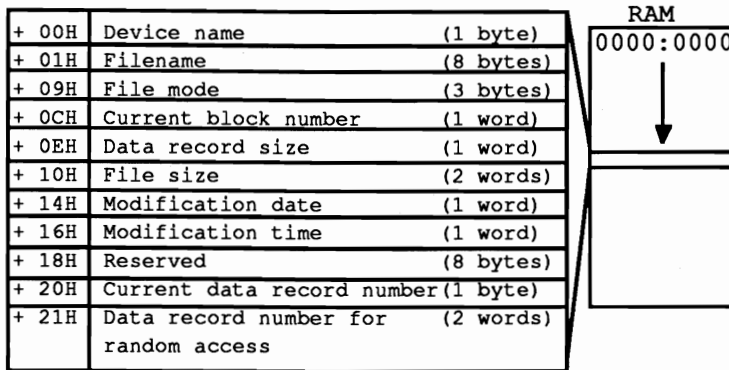 RAM
0000:0000
+ 00H Device name (1 byte)
+ 01H Filename (8 bytes)
+ 09H File mode (3 bytes)
+ 0CH Current block number (1 word)
+ 0EH Data record size (1 word)
+ 10H File size (2 words)
+ 14H Modification date (1 word)
+ 16H Modification time (1 word)
+ 18H Reserved (8 bytes)
+ 20H Current data record number (1 byte)
+ 21H Data record number for (2 words)
random access